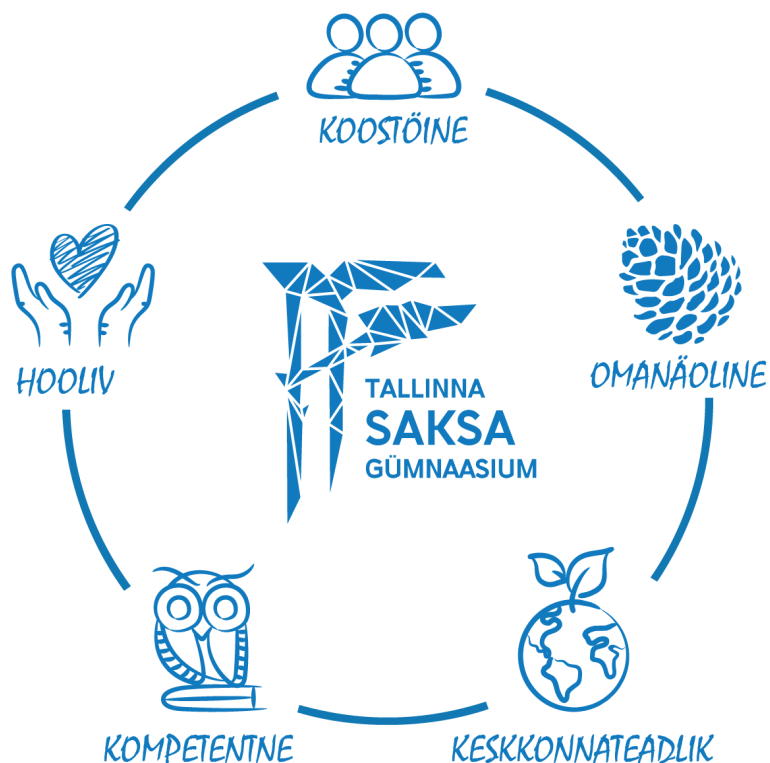 KOOSTÖINE
HOOLIV
OMANÄOLINE
TALLINNA
SAKSA
GÜMNAASIUM
KOMPETENTNE
KESKKONNATEADLIK